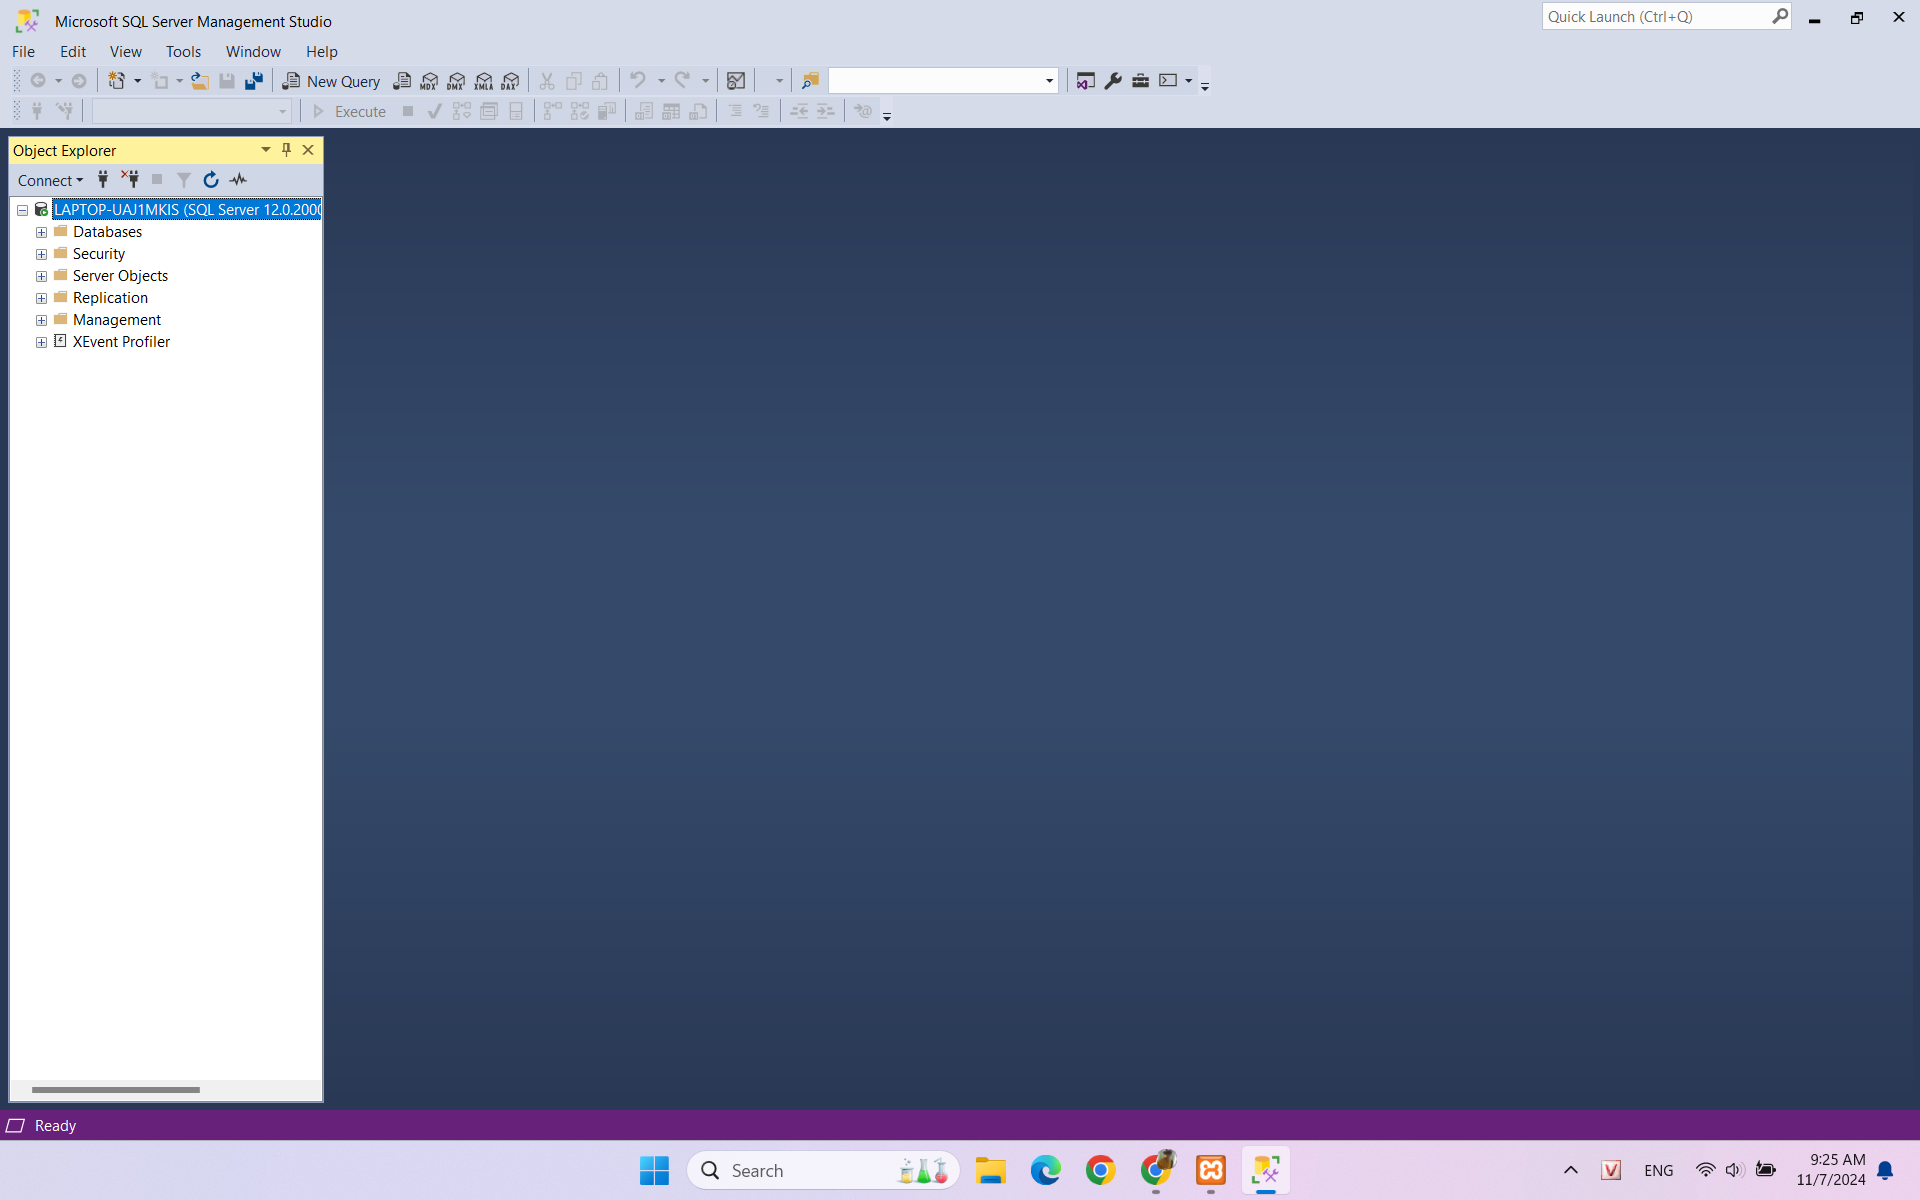 Microsoft SQL Server Management Studio
Quick Launch (Ctrl+Q)
File Edit View Tools Window Help
New Query MDX DMX XMLA DAX
Execute
Object Explorer
Connect
LAPTOP-UAJ1MKIS (SQL Server 12.0.2000
Databases
Security
Server Objects
Replication
Management
XEvent Profiler
Ready
Search
ENG
9:25 AM
11/7/2024